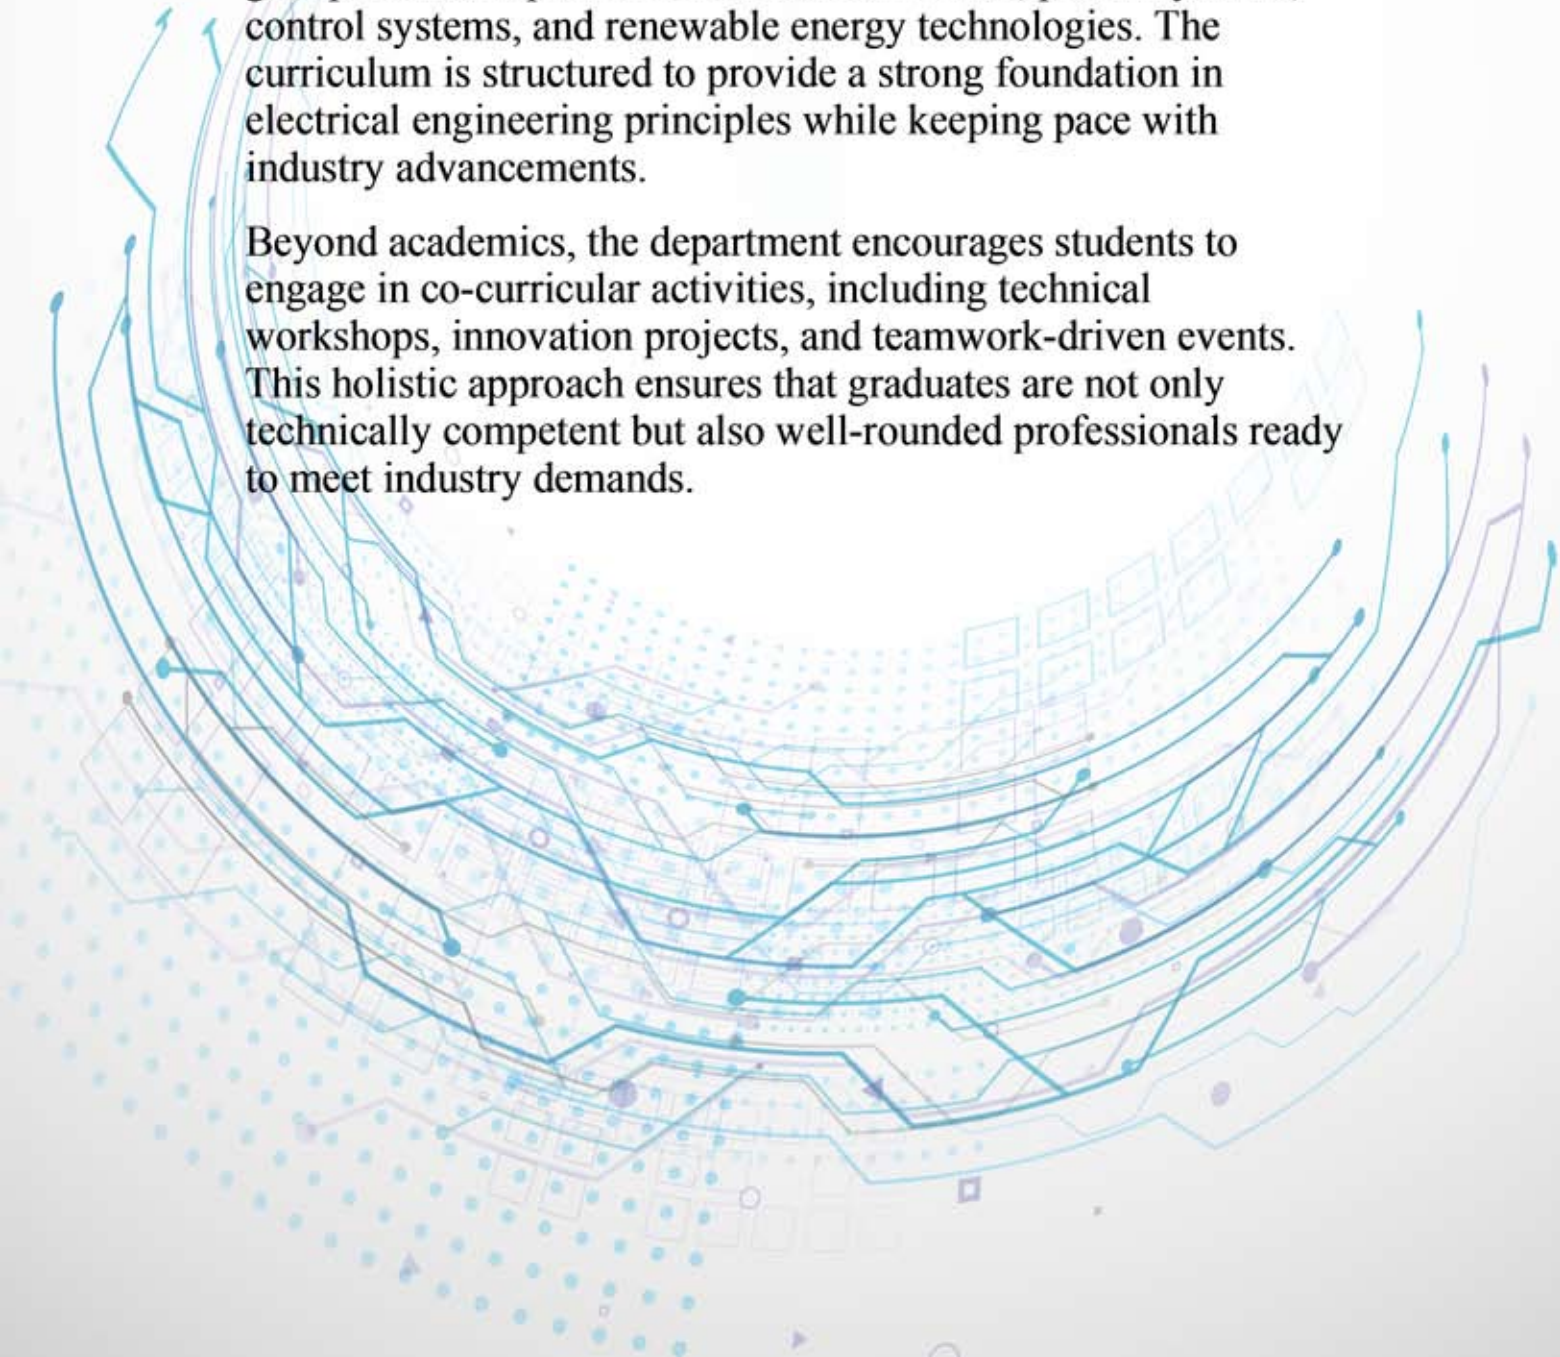 control systems, and renewable energy technologies. The
curriculum is structured to provide a strong foundation in
electrical engineering principles while keeping pace with
industry advancements.
Beyond academics, the department encourages students to
engage in co-curricular activities, including technical
workshops, innovation projects, and teamwork-driven events.
This holistic approach ensures that graduates are not only
technically competent but also well-rounded professionals ready
to meet industry demands.